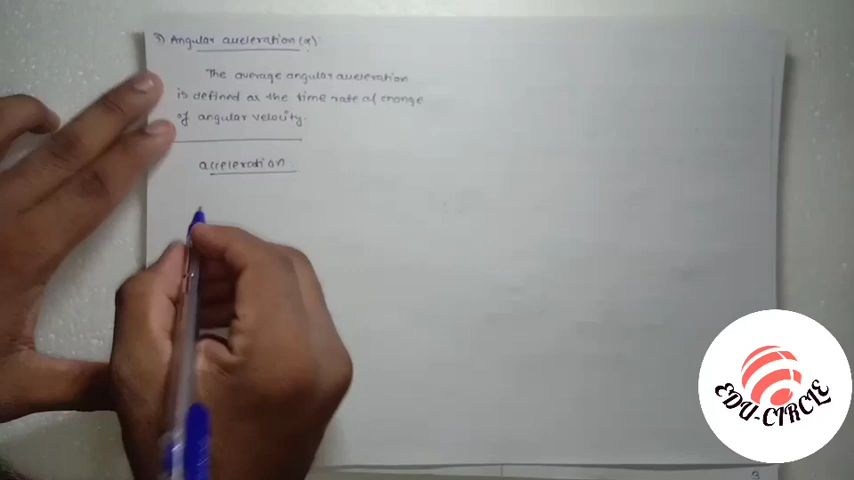 3) Angular acceleration (α):
The average angular acceleration
is defined as the time rate of change
of angular velocity.
acceleration :
EDU-CIRCLE
3